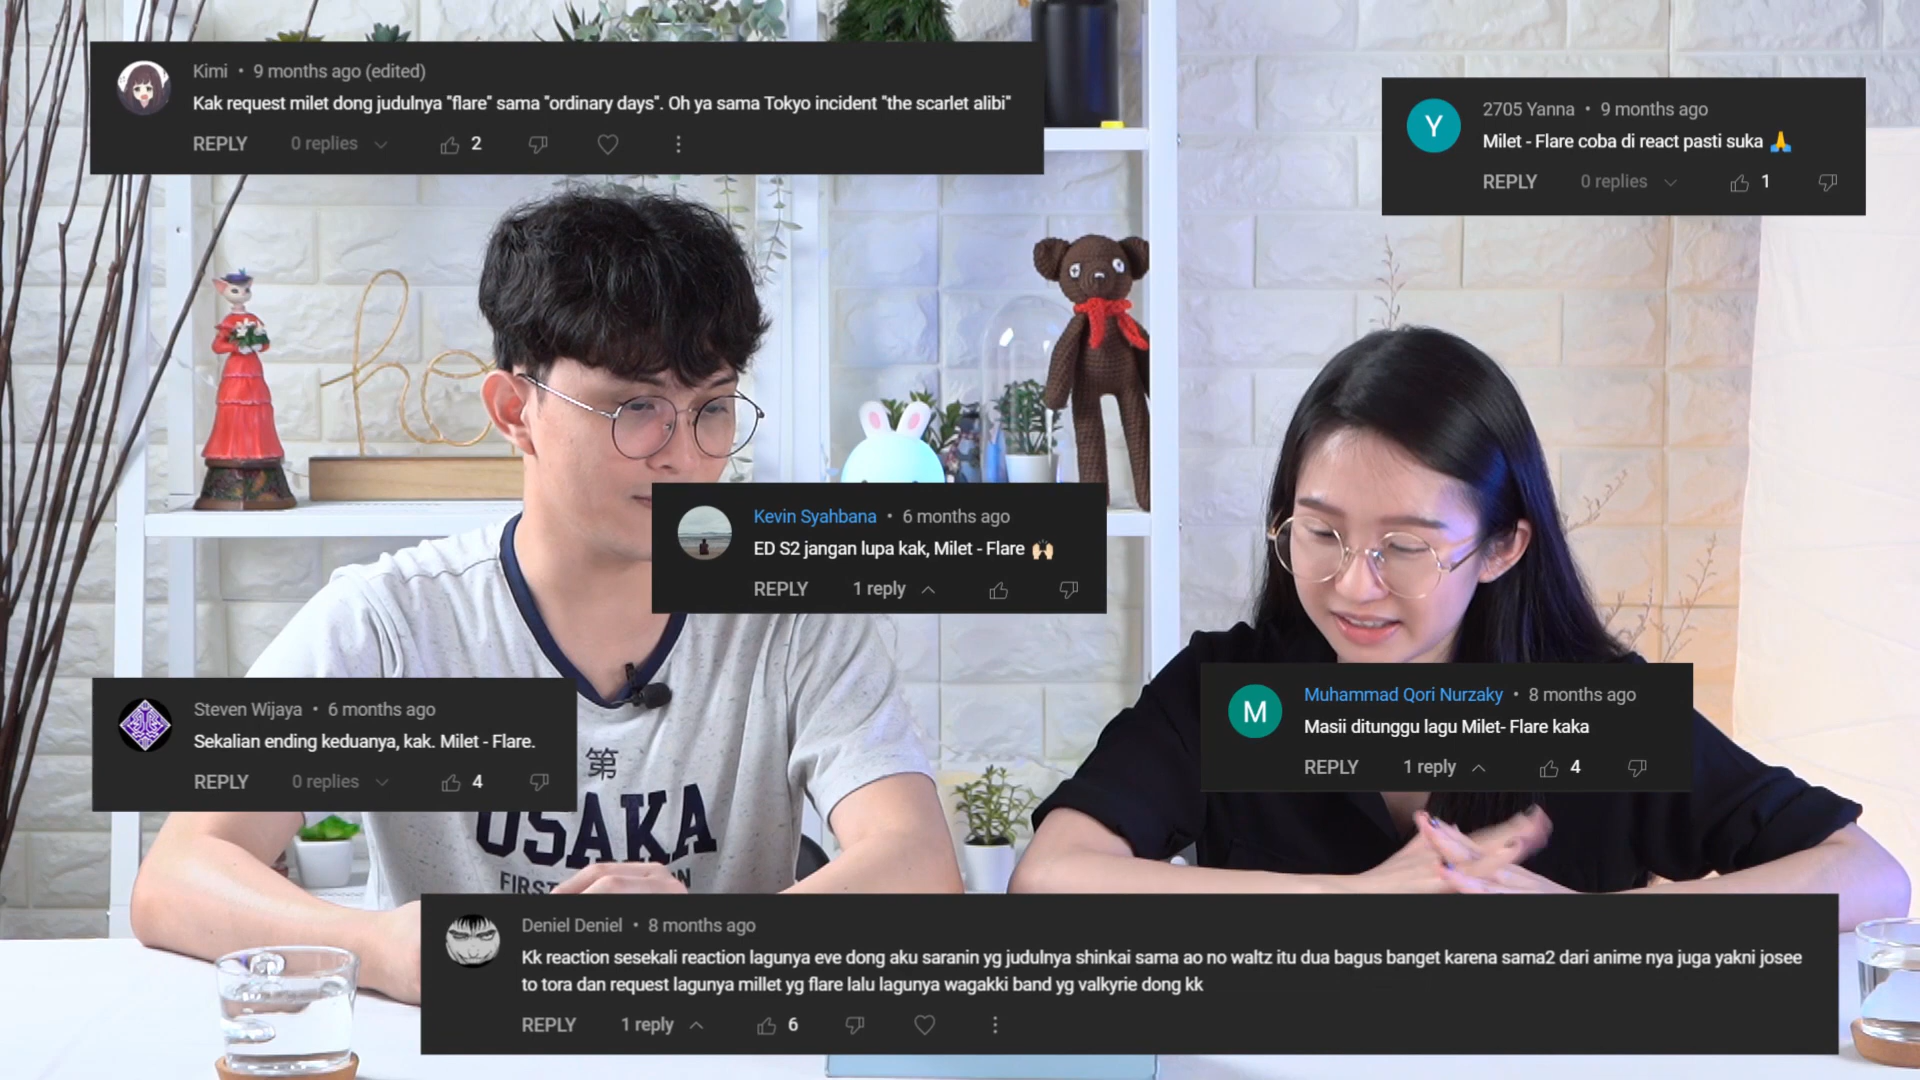 Kimi • 9 months ago (edited)
Kak request milet dong judulnya "flare" sama "ordinary days". Oh ya sama Tokyo incident "the scarlet alibi"
REPLY 0 replies 2
Y
2705 Yanna • 9 months ago
Milet - Flare coba di react pasti suka 🙏
REPLY 0 replies 1
he
Kevin Syahbana • 6 months ago
ED S2 jangan lupa kak, Milet - Flare 🙌🏻
REPLY 1 reply
Steven Wijaya • 6 months ago
Sekalian ending keduanya, kak. Milet - Flare.
REPLY 0 replies 4
M
Muhammad Qori Nurzaky • 8 months ago
Masii ditunggu lagu Milet- Flare kaka
REPLY 1 reply 4
第
OSAKA
Deniel Deniel • 8 months ago
Kk reaction sesekali reaction lagunya eve dong aku saranin yg judulnya shinkai sama ao no waltz itu dua bagus banget karena sama2 dari anime nya juga yakni josee
to tora dan request lagunya millet yg flare lalu lagunya wagakki band yg valkyrie dong kk
REPLY 1 reply 6